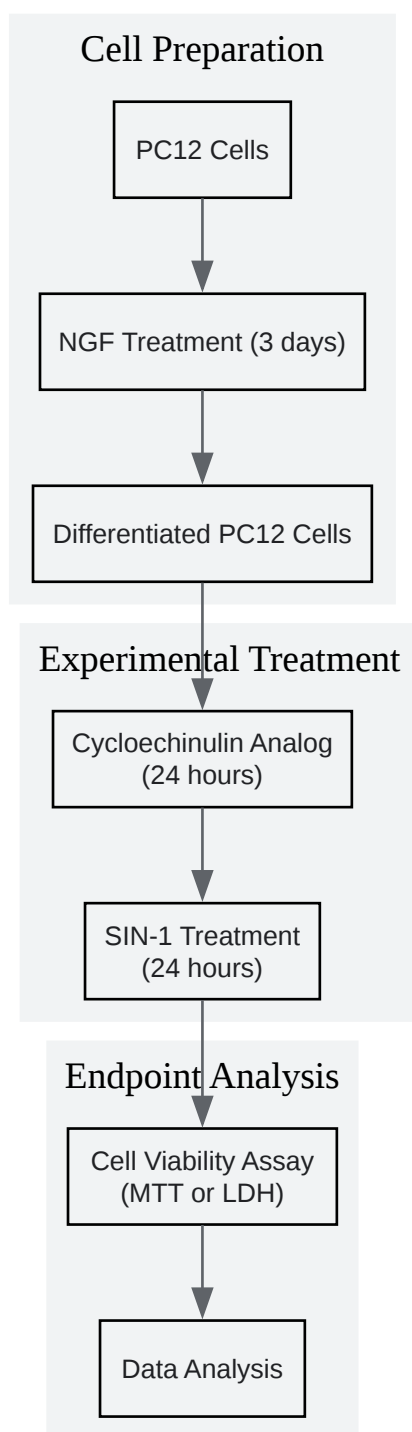 Cell Preparation
PC12 Cells
NGF Treatment (3 days)
Differentiated PC12 Cells
Experimental Treatment
Cycloechinulin Analog
(24 hours)
SIN-1 Treatment
(24 hours)
Endpoint Analysis
Cell Viability Assay
(MTT or LDH)
Data Analysis